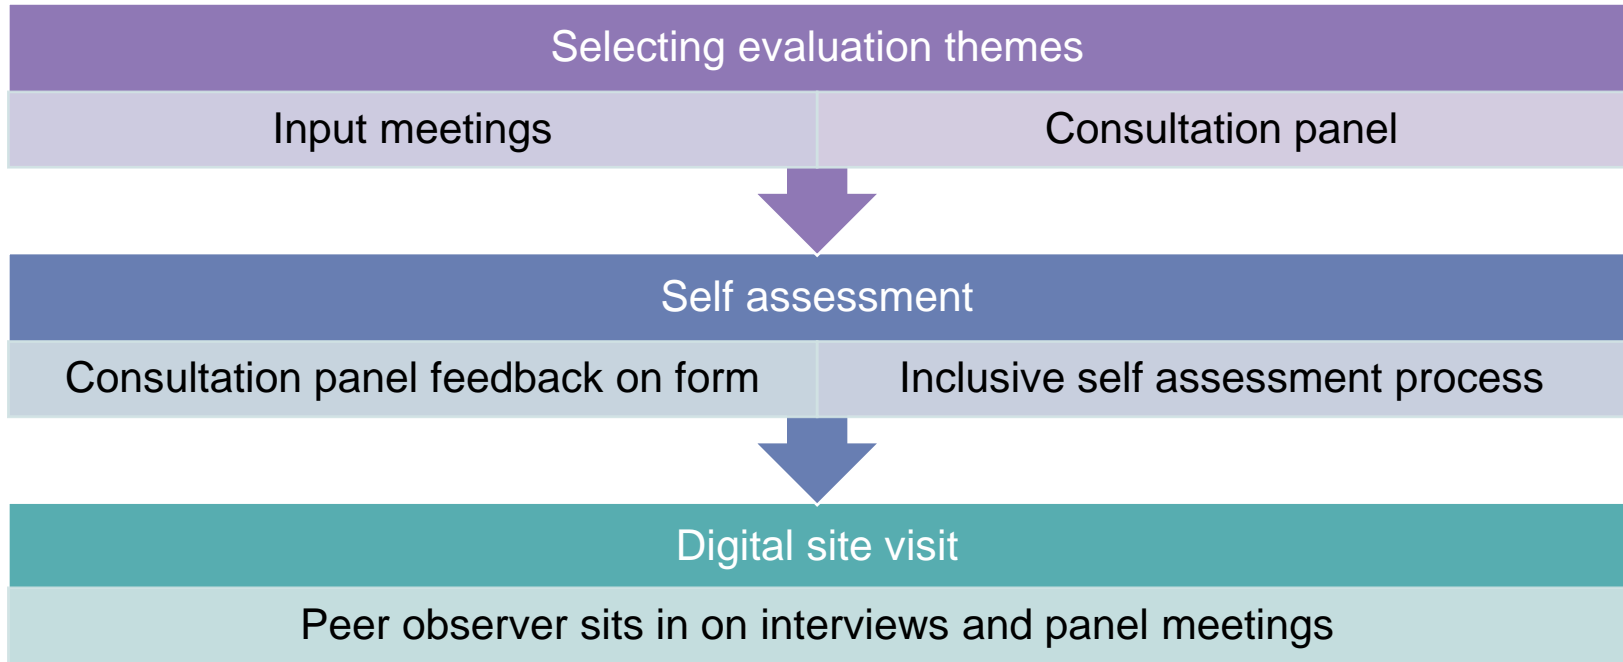 Selecting evaluation themes
Input meetings
Consultation panel
Self assessment
Consultation panel feedback on form
Inclusive self assessment process
Digital site visit
Peer observer sits in on interviews and panel meetings